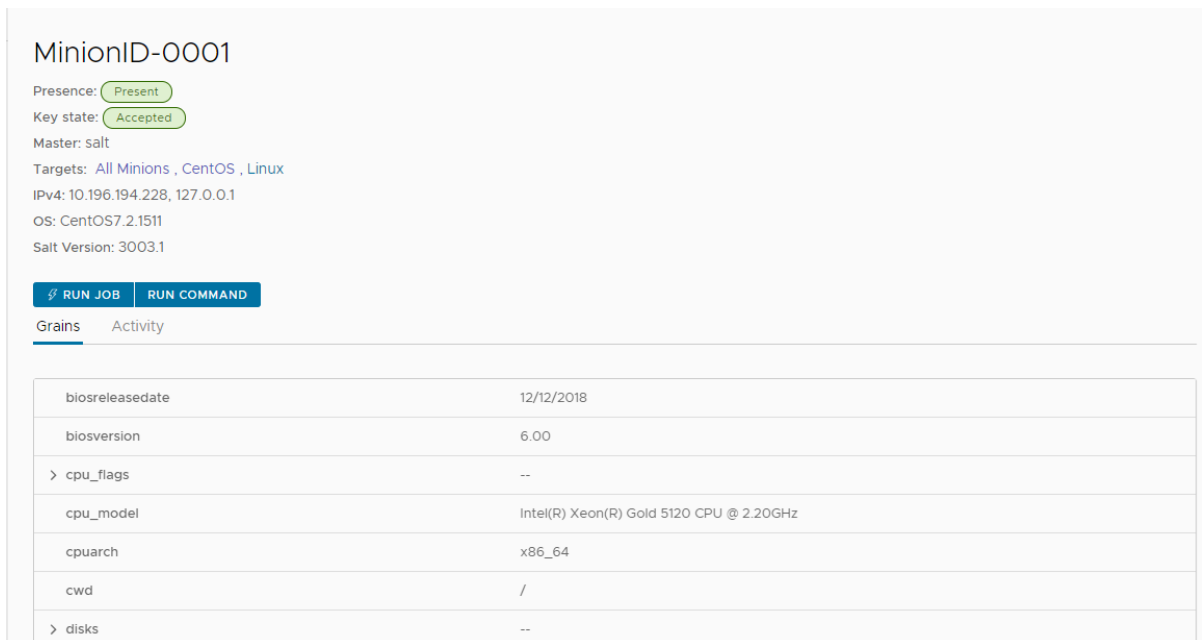 MinionID-0001
Presence: Present
Key state: Accepted
Master: salt
Targets: All Minions , CentOS , Linux
IPv4: 10.196.194.228, 127.0.0.1
OS: CentOS7.2.1511
Salt Version: 3003.1
RUN JOB RUN COMMAND
Grains Activity
biosreleasedate 12/12/2018
biosversion 6.00
> cpu_flags --
cpu_model Intel(R) Xeon(R) Gold 5120 CPU @ 2.20GHz
cpuarch x86_64
cwd /
> disks --